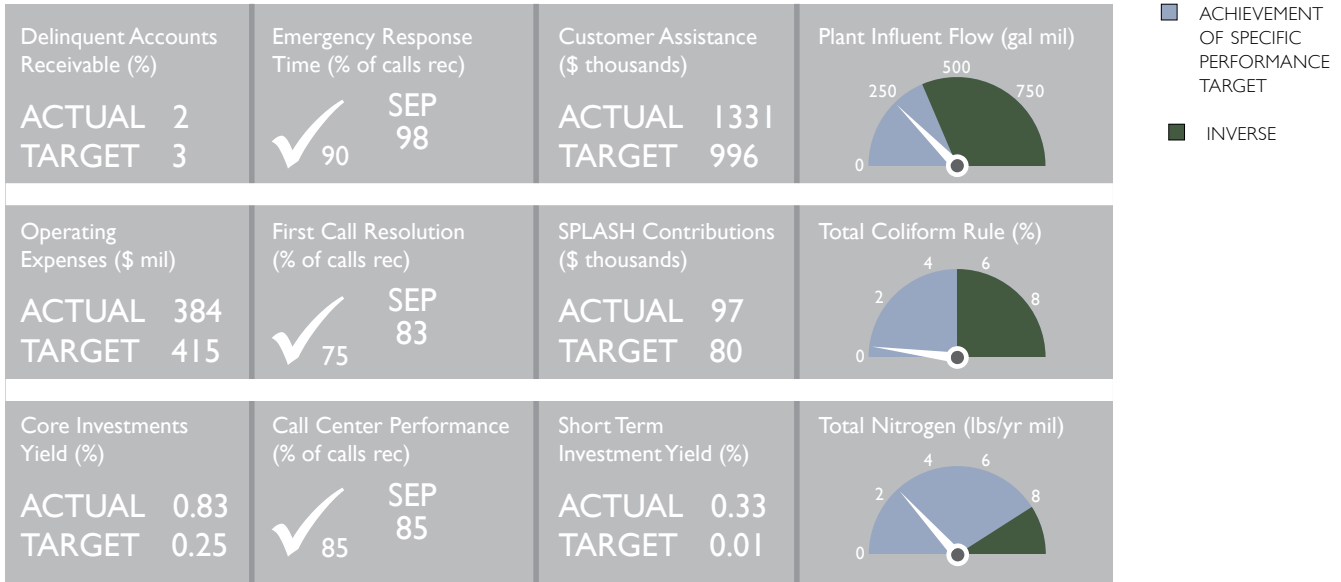 Delinquent Accounts
Receivable (%)
ACTUAL 2
TARGET 3
Emergency Response
Time (% of calls rec)
90
SEP
98
Customer Assistance
($ thousands)
ACTUAL 1331
TARGET 996
Plant Influent Flow (gal mil)
0
250
500
750
ACHIEVEMENT
OF SPECIFIC
PERFORMANCE
TARGET
INVERSE
Operating
Expenses ($ mil)
ACTUAL 384
TARGET 415
First Call Resolution
(% of calls rec)
75
SEP
83
SPLASH Contributions
($ thousands)
ACTUAL 97
TARGET 80
Total Coliform Rule (%)
0
2
4
6
8
Core Investments
Yield (%)
ACTUAL 0.83
TARGET 0.25
Call Center Performance
(% of calls rec)
85
SEP
85
Short Term
Investment Yield (%)
ACTUAL 0.33
TARGET 0.01
Total Nitrogen (lbs/yr mil)
0
2
4
6
8